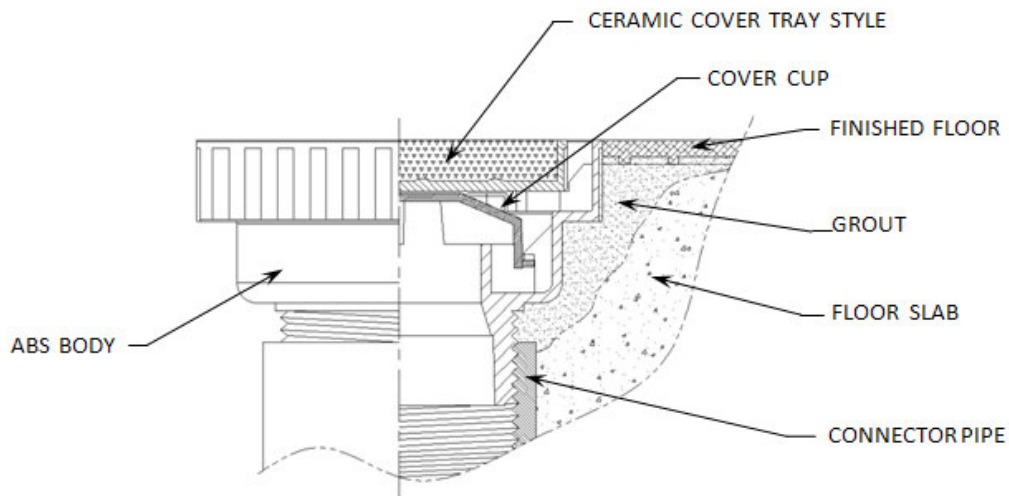 CERAMIC COVER TRAY STYLE
COVER CUP
FINISHED FLOOR
GROUT
FLOOR SLAB
ABS BODY
CONNECTOR PIPE